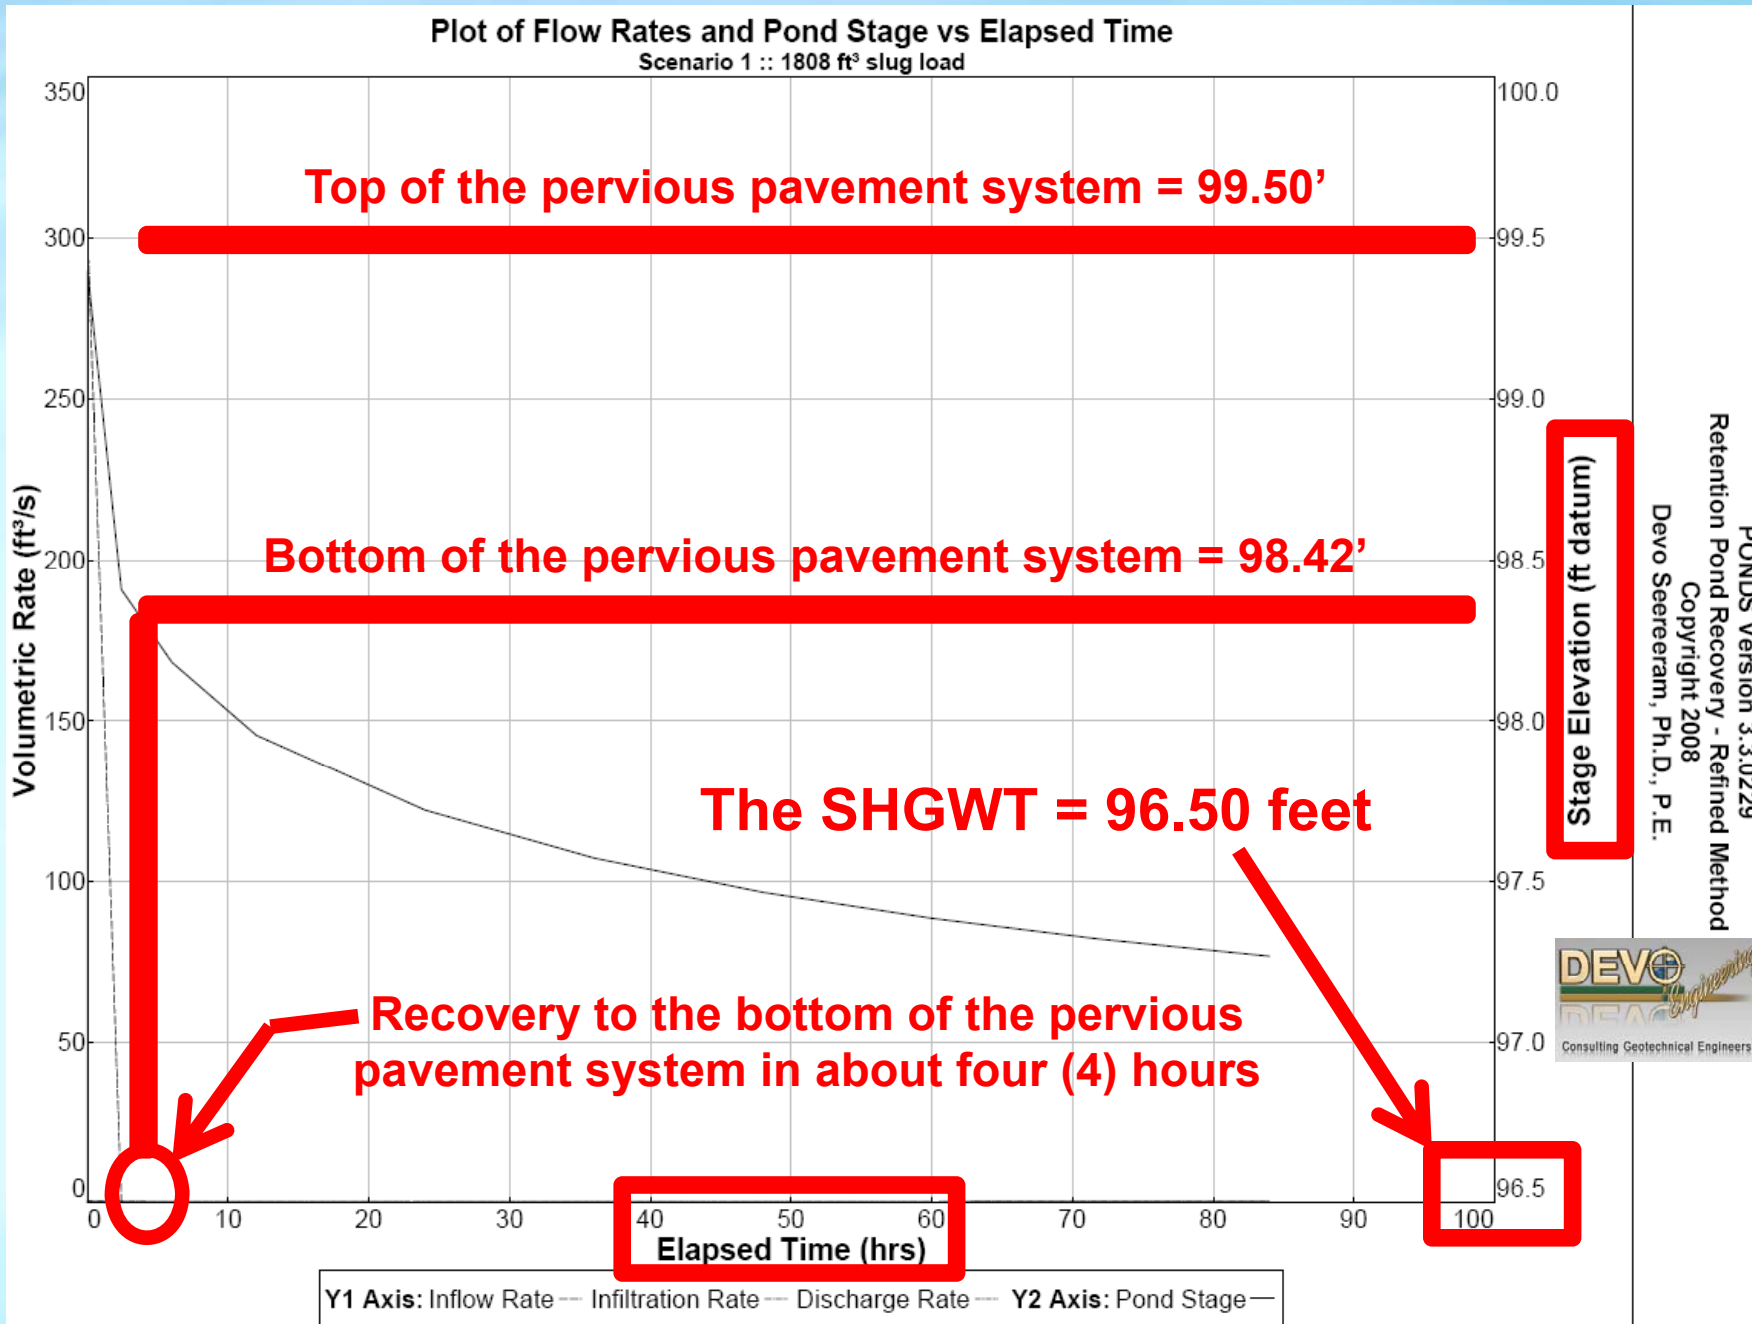 Plot of Flow Rates and Pond Stage vs Elapsed Time
Scenario 1 :: 1808 ft³ slug load
350
300
250
200
150
100
50
0
Volumetric Rate (ft³/s)
Top of the pervious pavement system = 99.50’
Bottom of the pervious pavement system = 98.42’
The SHGWT = 96.50 feet
Recovery to the bottom of the pervious
pavement system in about four (4) hours
100.0
99.5
99.0
98.5
98.0
97.5
97.0
96.5
Stage Elevation (ft datum)
0 10 20 30 40 50 60 70 80 90 100
Elapsed Time (hrs)
Y1 Axis: Inflow Rate --- Infiltration Rate --- Discharge Rate --- Y2 Axis: Pond Stage —
PONDS Version 3.3.0229
Retention Pond Recovery - Refined Method
Copyright 2008
Devo Seereeram, Ph.D., P.E.
DEVO
Engineering
Consulting Geotechnical Engineers